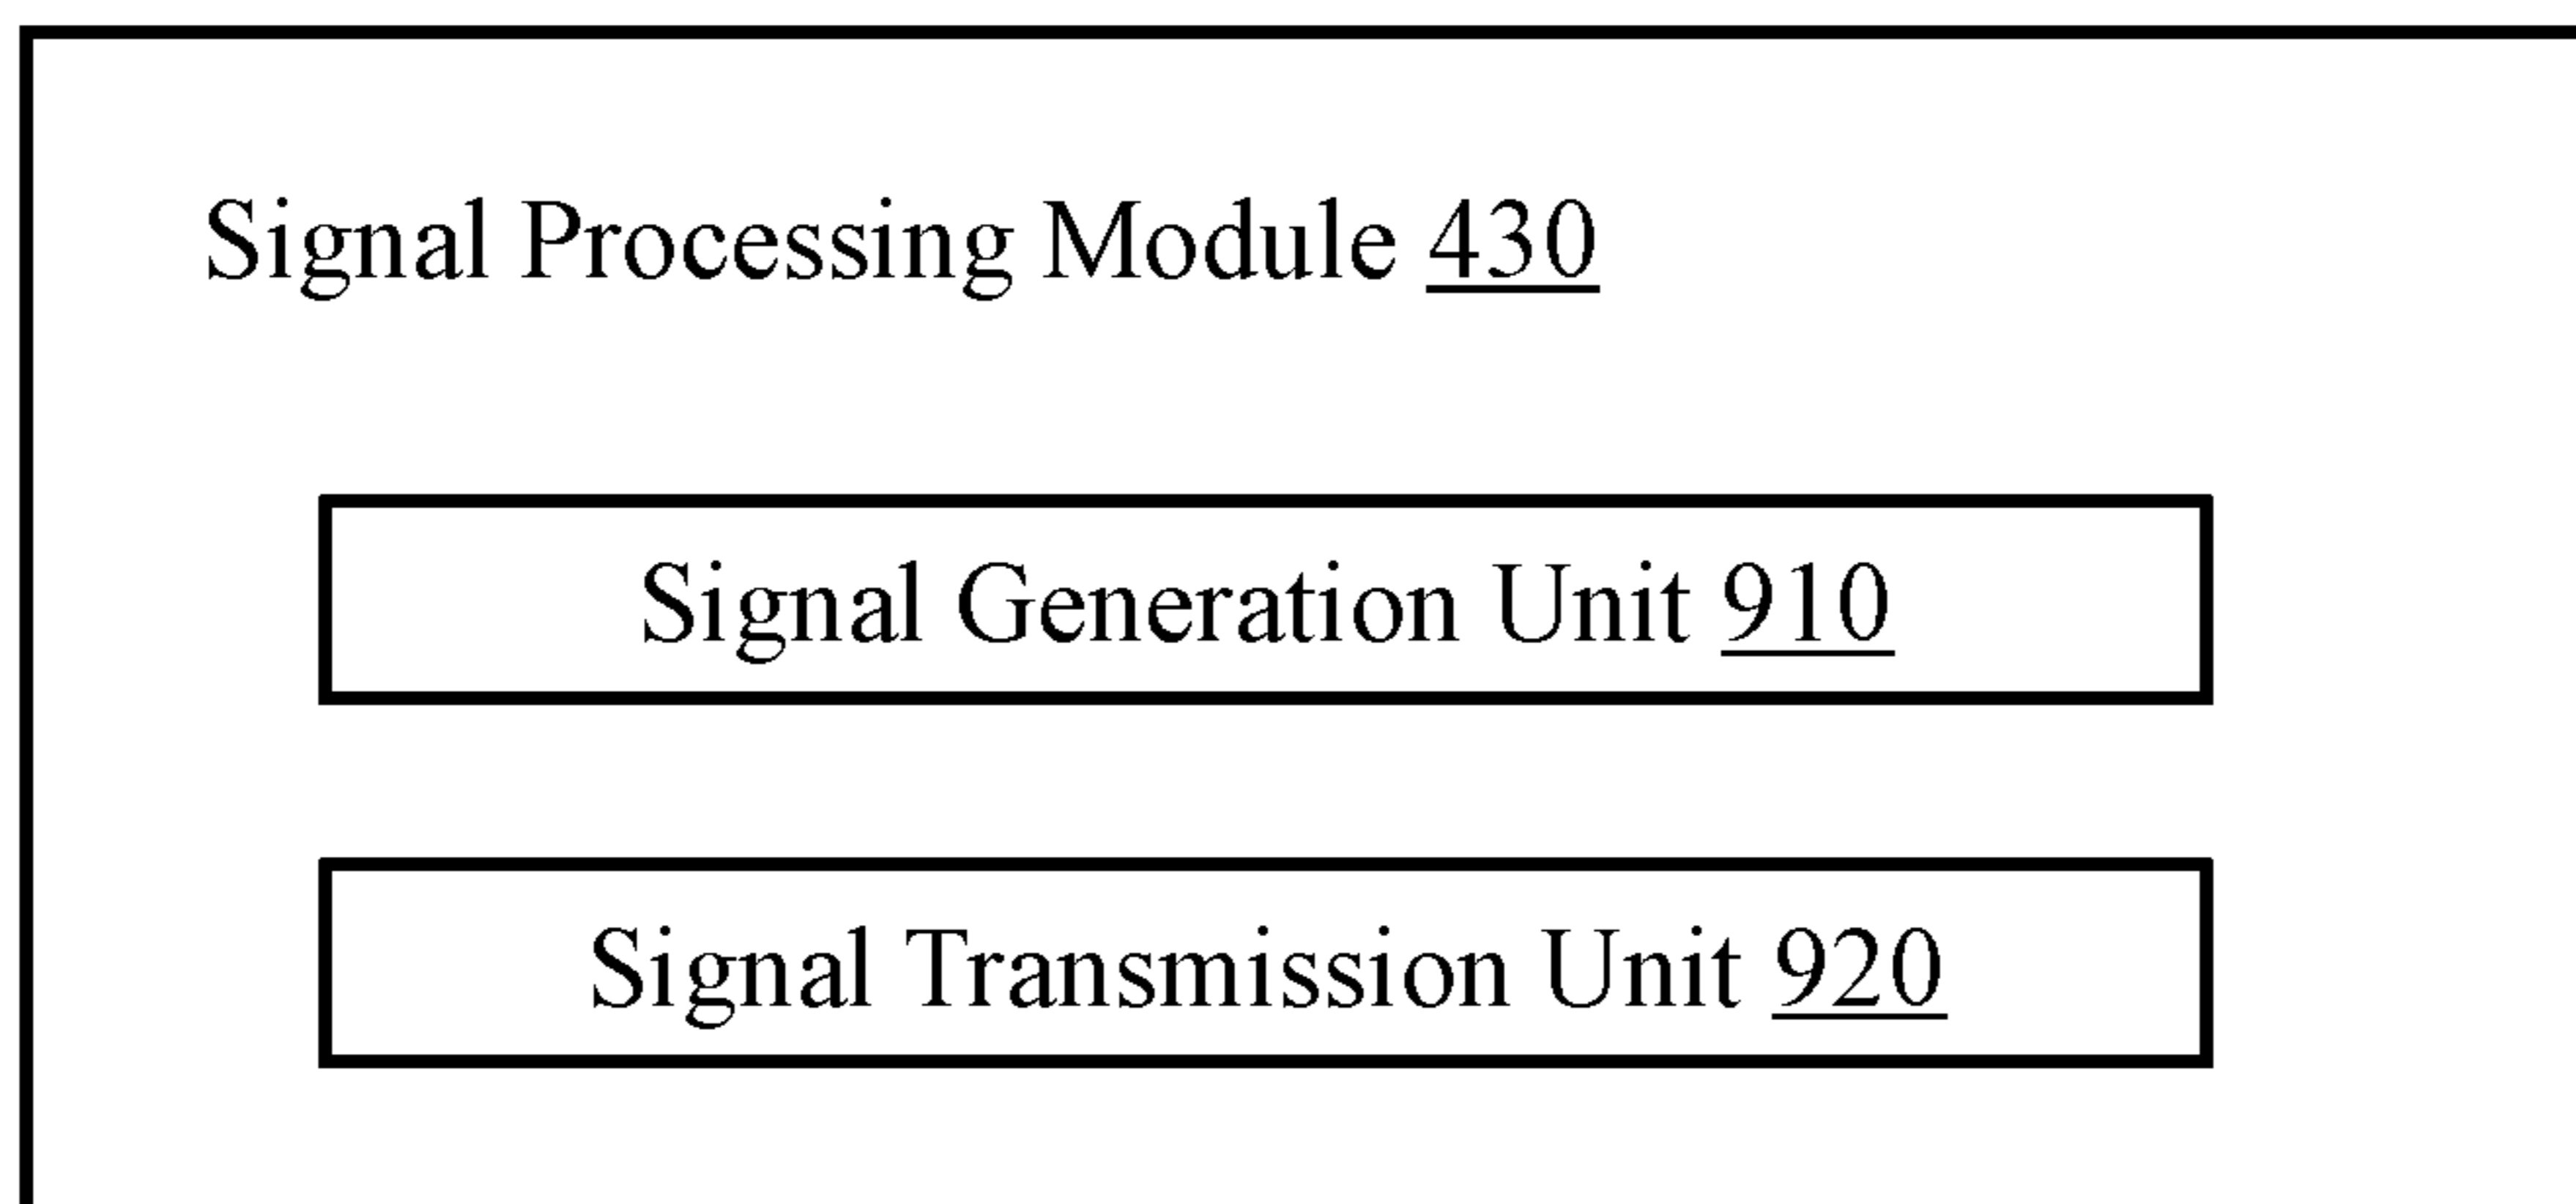 Signal Processing Module 430
Signal Generation Unit 910
Signal Transmission Unit 920